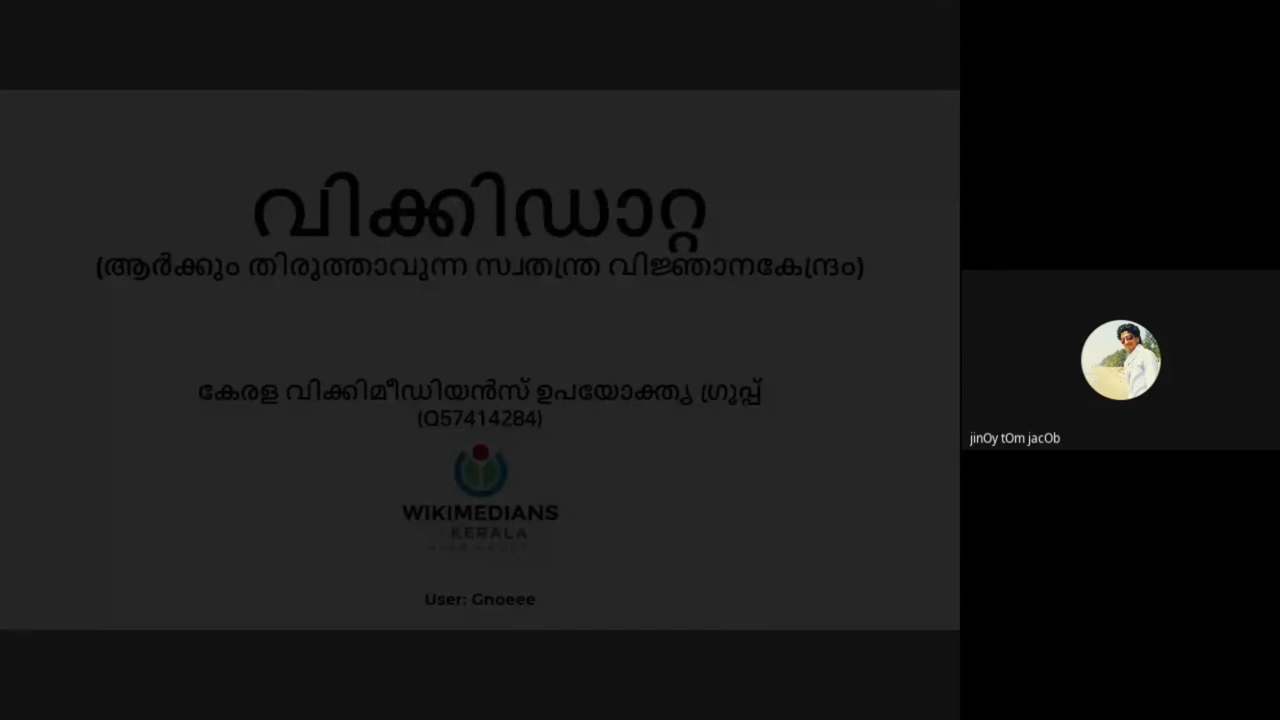 വിക്കിഡാറ്റ
(ആർക്കും തിരുത്താവുന്ന സ്വതന്ത്ര വിജ്ഞാനകേന്ദ്രം)
കേരള വിക്കിമീഡിയൻസ് ഉപയോക്തൃ ഗ്രൂപ്പ്
(Q57414284)
WIKIMEDIANS
KERALA
User: Gnoeee
jinOy tOm jacOb